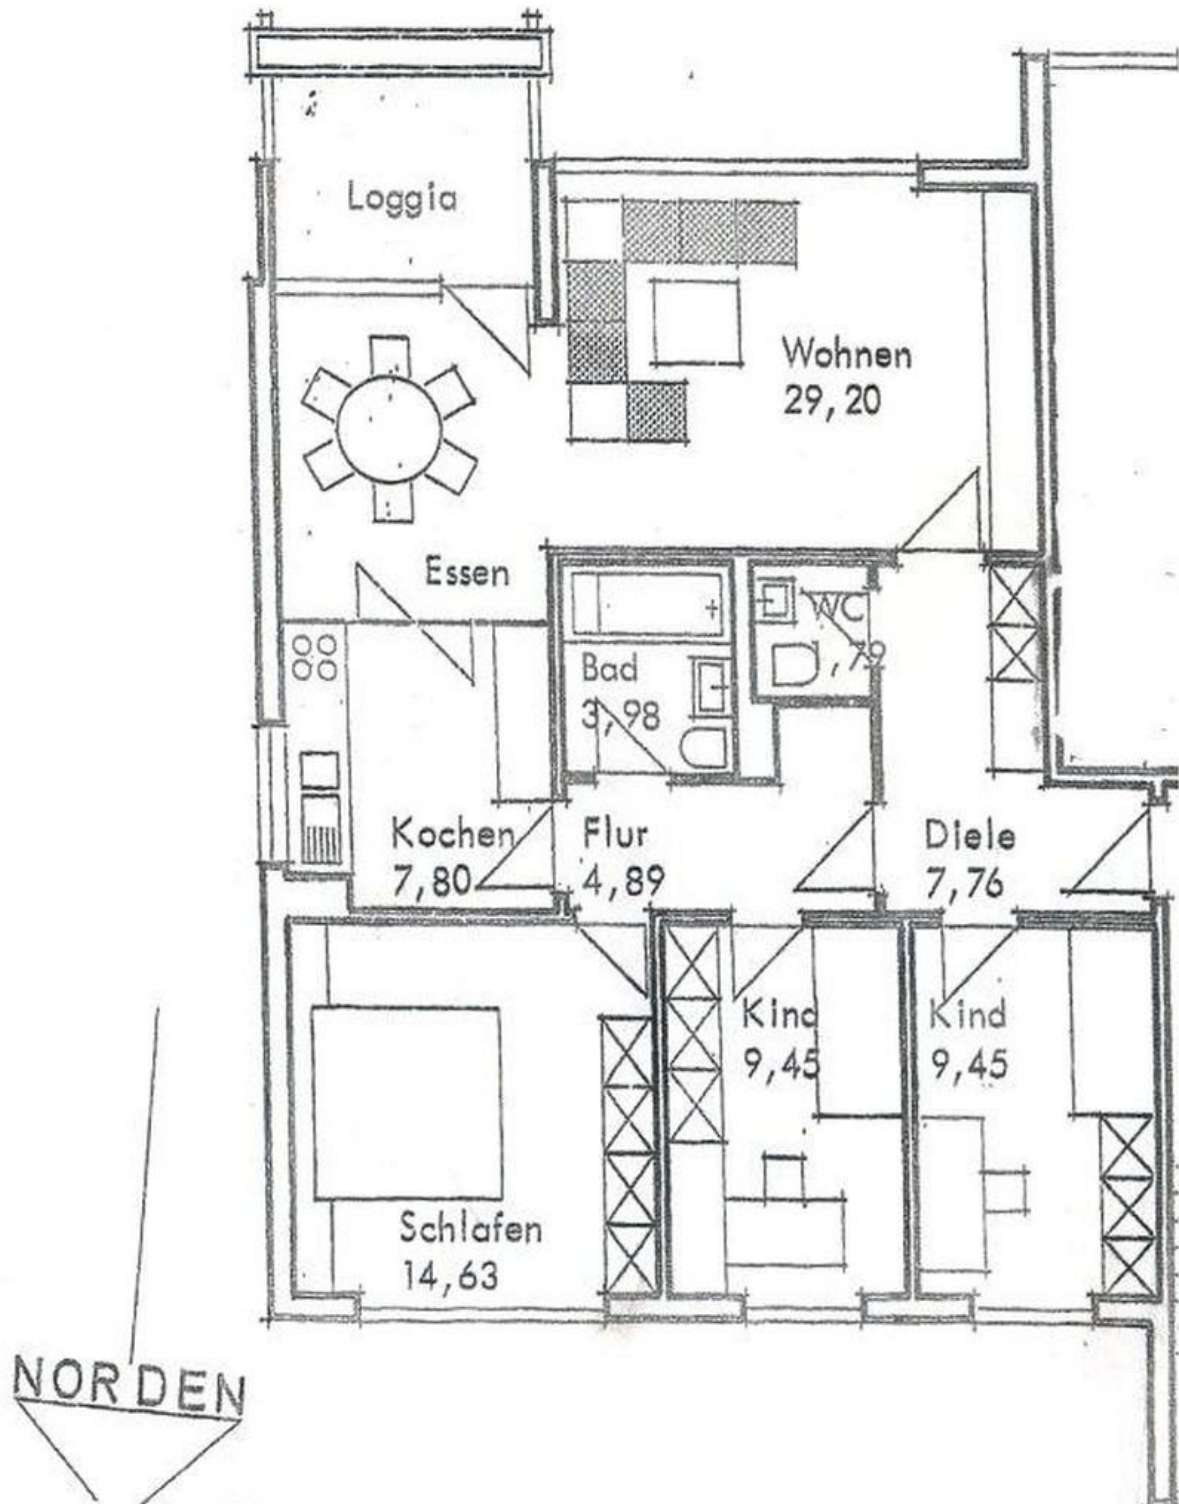 Loggia
Wohnen
29,20
Essen
WC
,79
Bad
3,98
Kochen
7,80
Flur
4,89
Diele
7,76
Kind
9,45
Kind
9,45
Schlafen
14,63
NORDEN